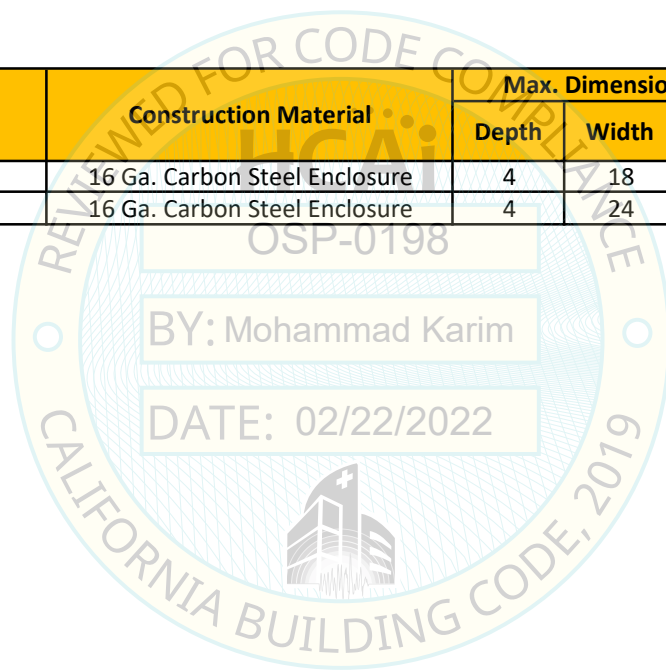 Construction Material Max. Dimensio
Depth Width
16 Ga. Carbon Steel Enclosure 4 18
16 Ga. Carbon Steel Enclosure 4 24
REVIEWED FOR CODE COMPLIANCE
HCAi
OSP-0198
BY: Mohammad Karim
DATE: 02/22/2022
CALIFORNIA BUILDING CODE, 2019